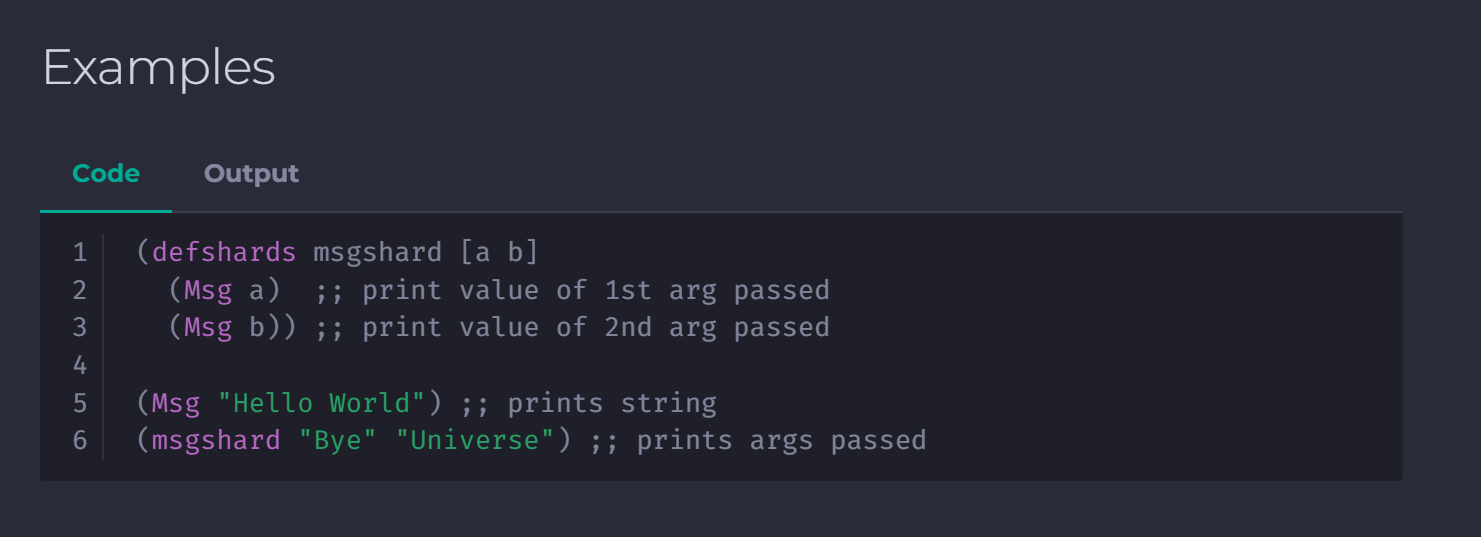 Examples
Code Output
1 (defshards msgshard [a b]
2   (Msg a)  ;; print value of 1st arg passed
3   (Msg b)) ;; print value of 2nd arg passed
4
5 (Msg "Hello World") ;; prints string
6 (msgshard "Bye" "Universe") ;; prints args passed